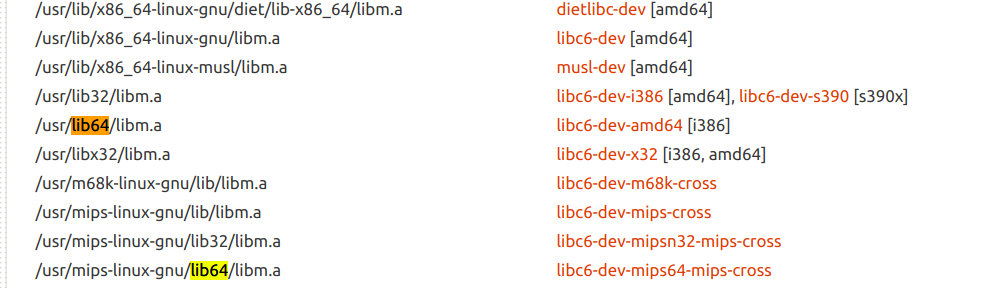 /usr/lib/x86_64-linux-gnu/diet/lib-x86_64/libm.a dietlibc-dev [amd64]
/usr/lib/x86_64-linux-gnu/libm.a libc6-dev [amd64]
/usr/lib/x86_64-linux-musl/libm.a musl-dev [amd64]
/usr/lib32/libm.a libc6-dev-i386 [amd64], libc6-dev-s390 [s390x]
/usr/lib64/libm.a libc6-dev-amd64 [i386]
/usr/libx32/libm.a libc6-dev-x32 [i386, amd64]
/usr/m68k-linux-gnu/lib/libm.a libc6-dev-m68k-cross
/usr/mips-linux-gnu/lib/libm.a libc6-dev-mips-cross
/usr/mips-linux-gnu/lib32/libm.a libc6-dev-mipsn32-mips-cross
/usr/mips-linux-gnu/lib64/libm.a libc6-dev-mips64-mips-cross